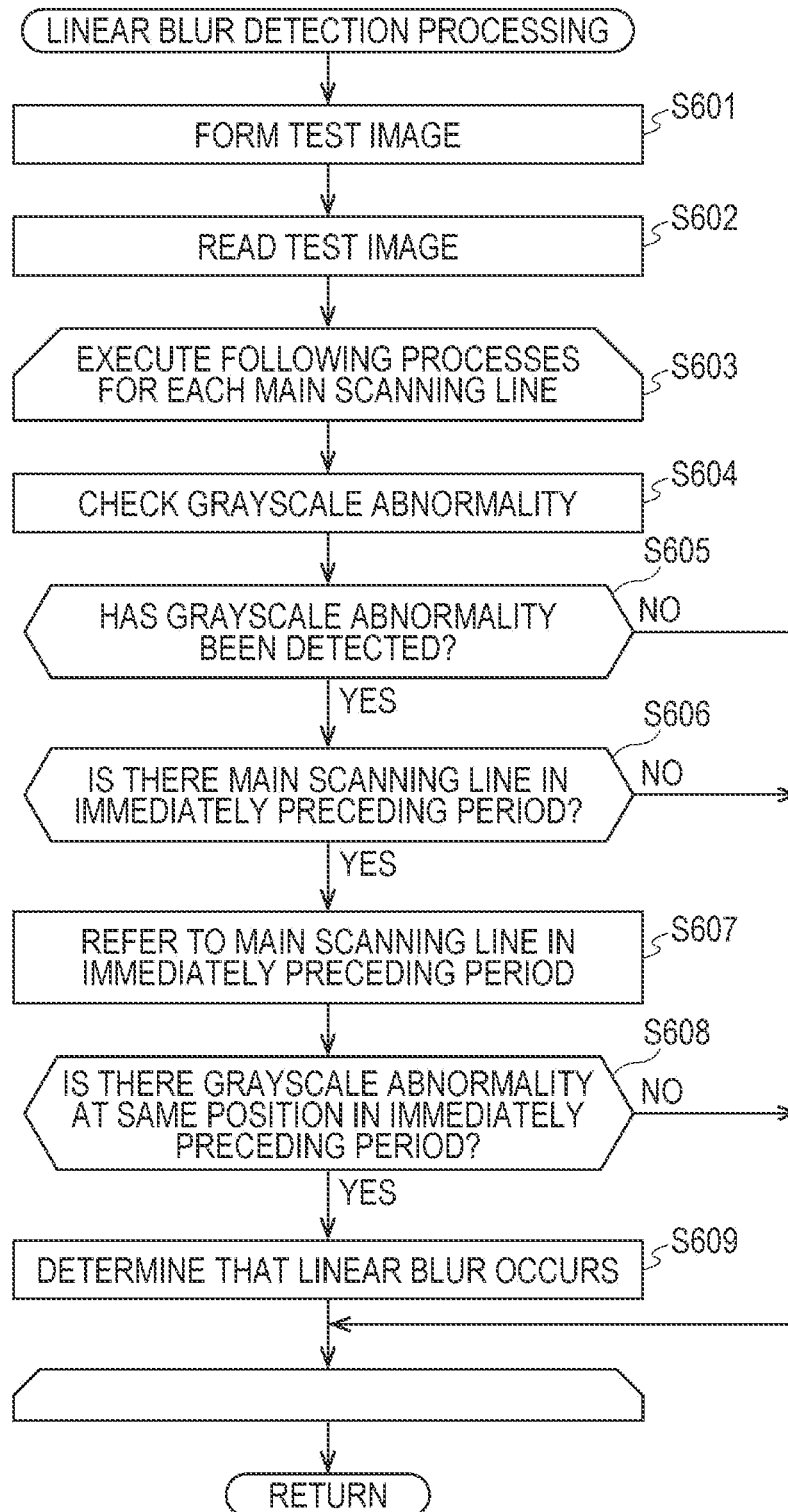 LINEAR BLUR DETECTION PROCESSING
S601
FORM TEST IMAGE
S602
READ TEST IMAGE
S603
EXECUTE FOLLOWING PROCESSES
FOR EACH MAIN SCANNING LINE
S604
CHECK GRAYSCALE ABNORMALITY
S605
HAS GRAYSCALE ABNORMALITY
BEEN DETECTED?
NO
YES
S606
IS THERE MAIN SCANNING LINE IN
IMMEDIATELY PRECEDING PERIOD?
NO
YES
S607
REFER TO MAIN SCANNING LINE IN
IMMEDIATELY PRECEDING PERIOD
S608
IS THERE GRAYSCALE ABNORMALITY
AT SAME POSITION IN IMMEDIATELY
PRECEDING PERIOD?
NO
YES
S609
DETERMINE THAT LINEAR BLUR OCCURS
RETURN